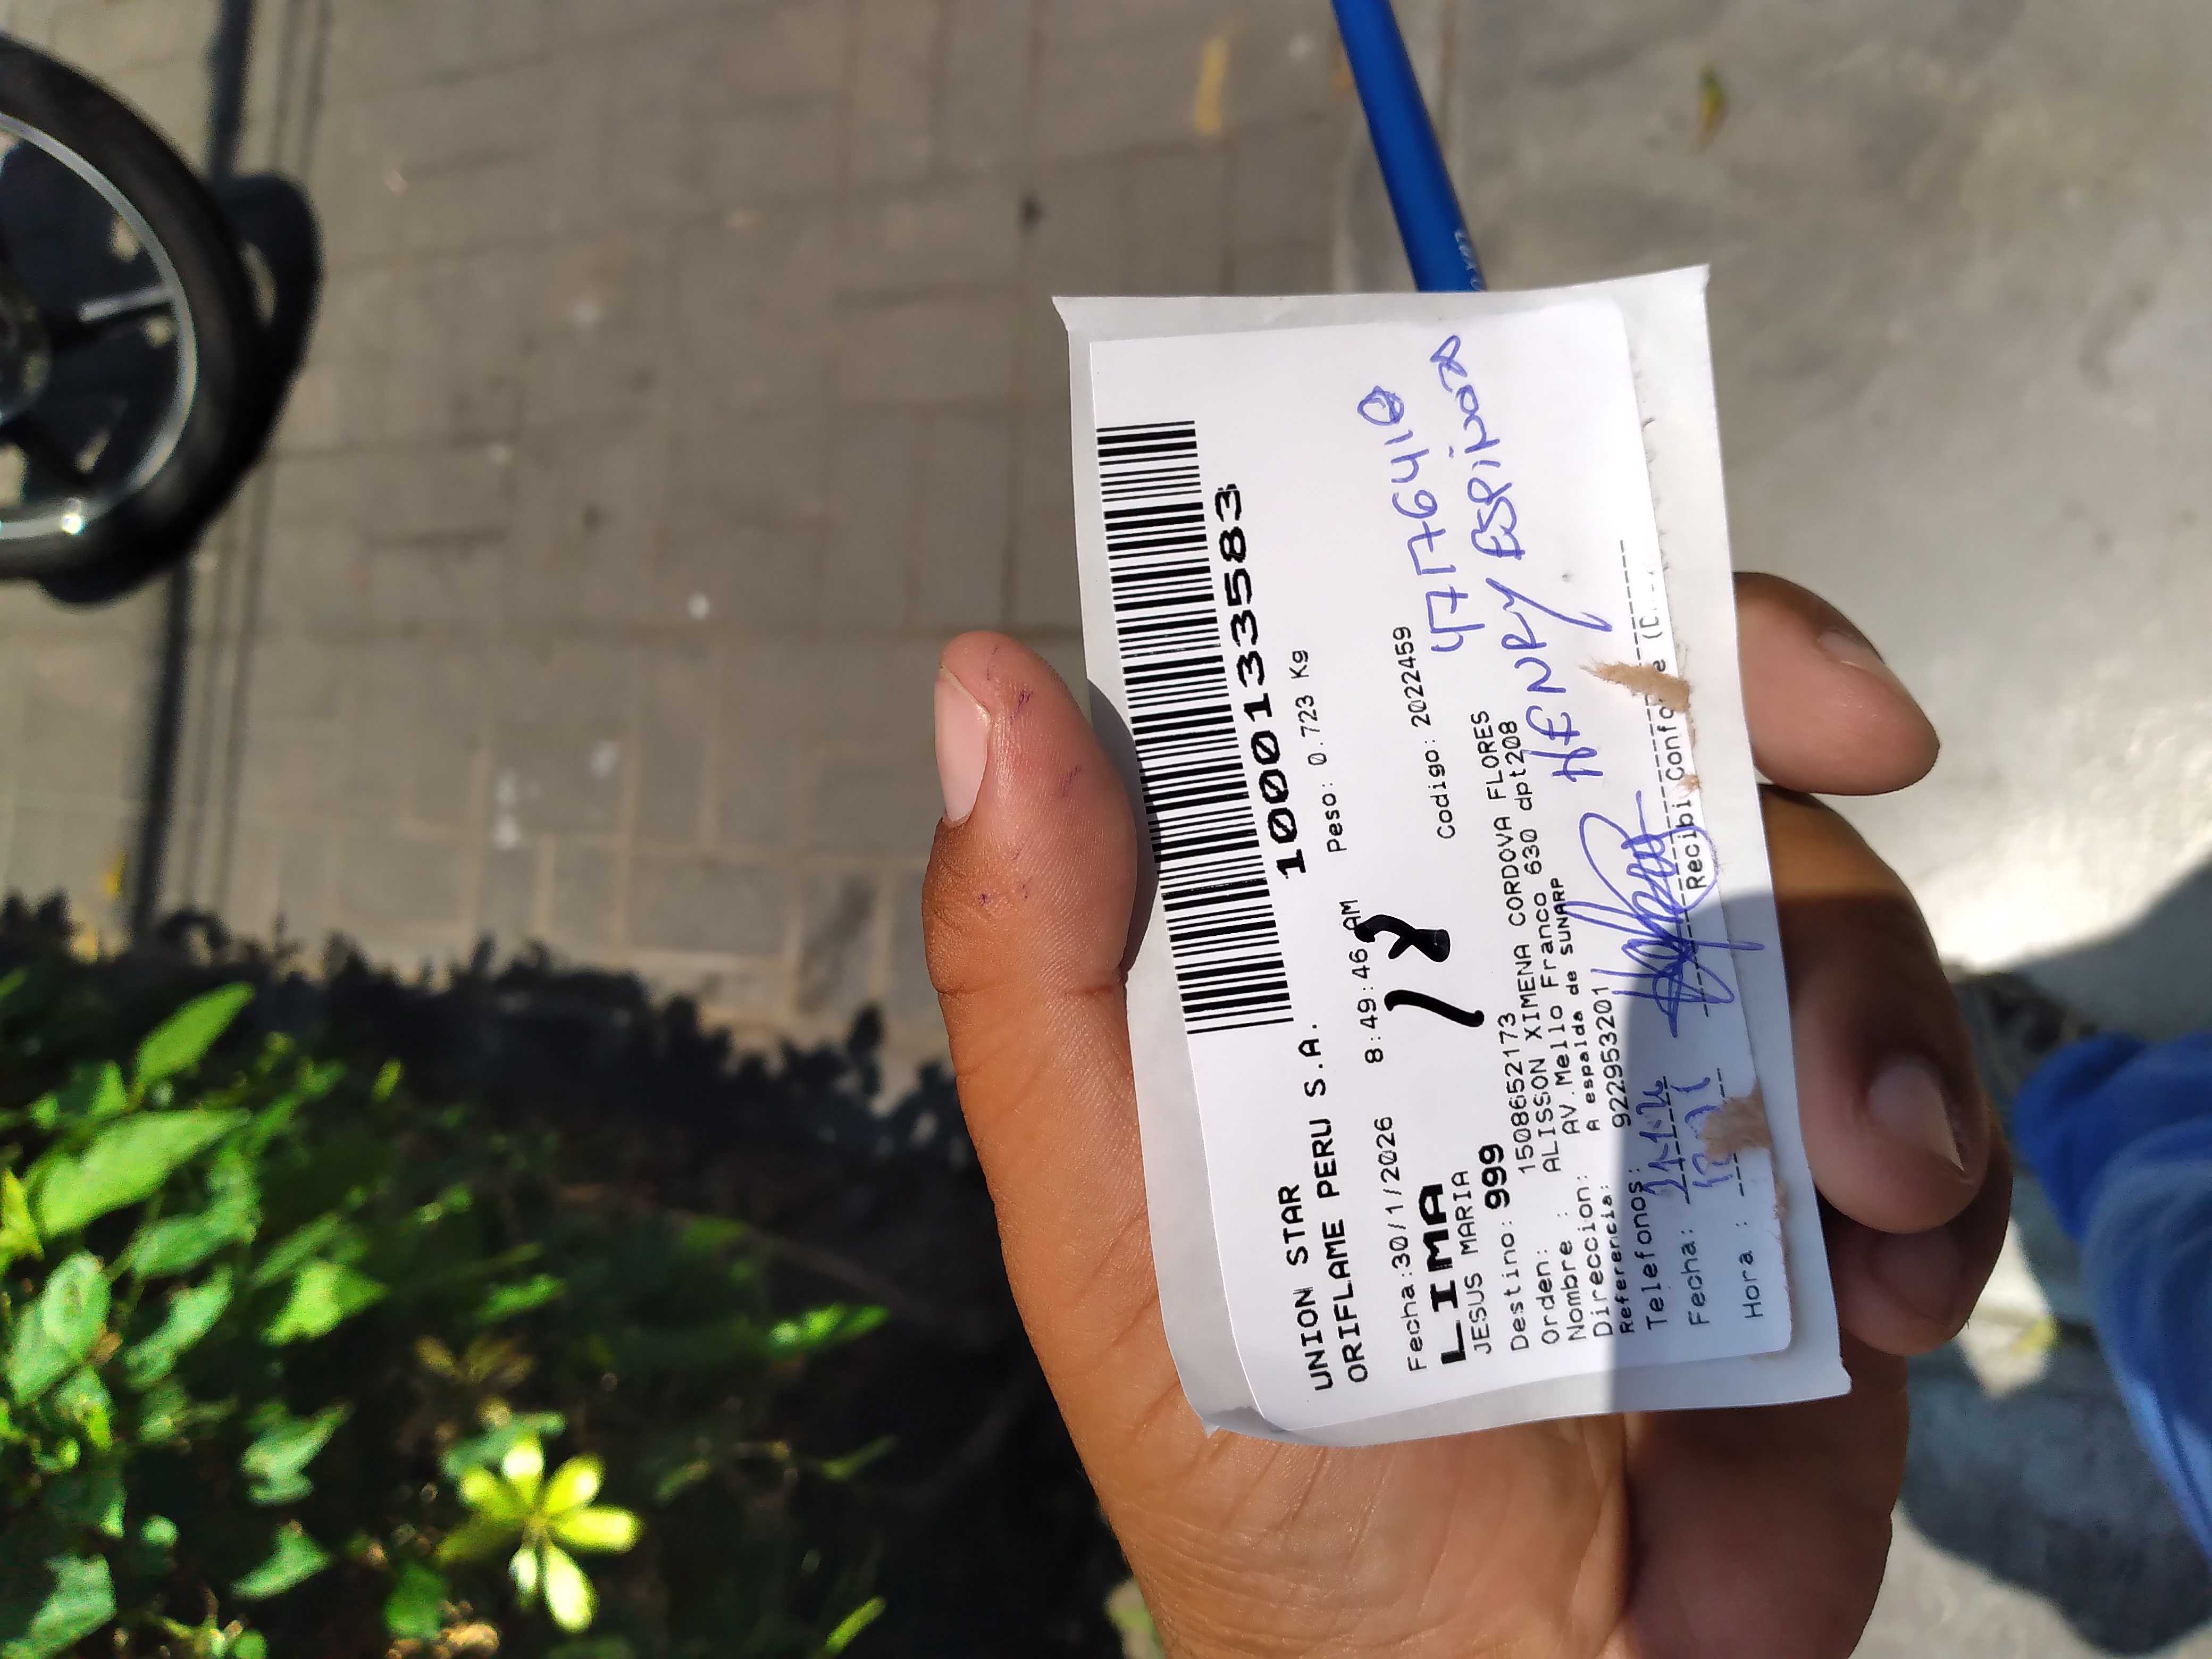 1000133583
UNION STAR
ORIFLAME PERU S.A.
Peso: 0.723 Kg
Fecha:30/1/2026 8:49:46 AM
LIMA
JESUS MARIA
Codigo: 2022459
Destino: 999
Orden: 1508652173
Nombre : ALISSON XIMENA CORDOVA FLORES
Direccion: AV.Mello Franco 630 dpt208
Referencia: A espalda de SUNARP
Telefonos: 922953201
47176410
HENRY ESPINOZA
Fecha:
Hora :
Recibi Conforme